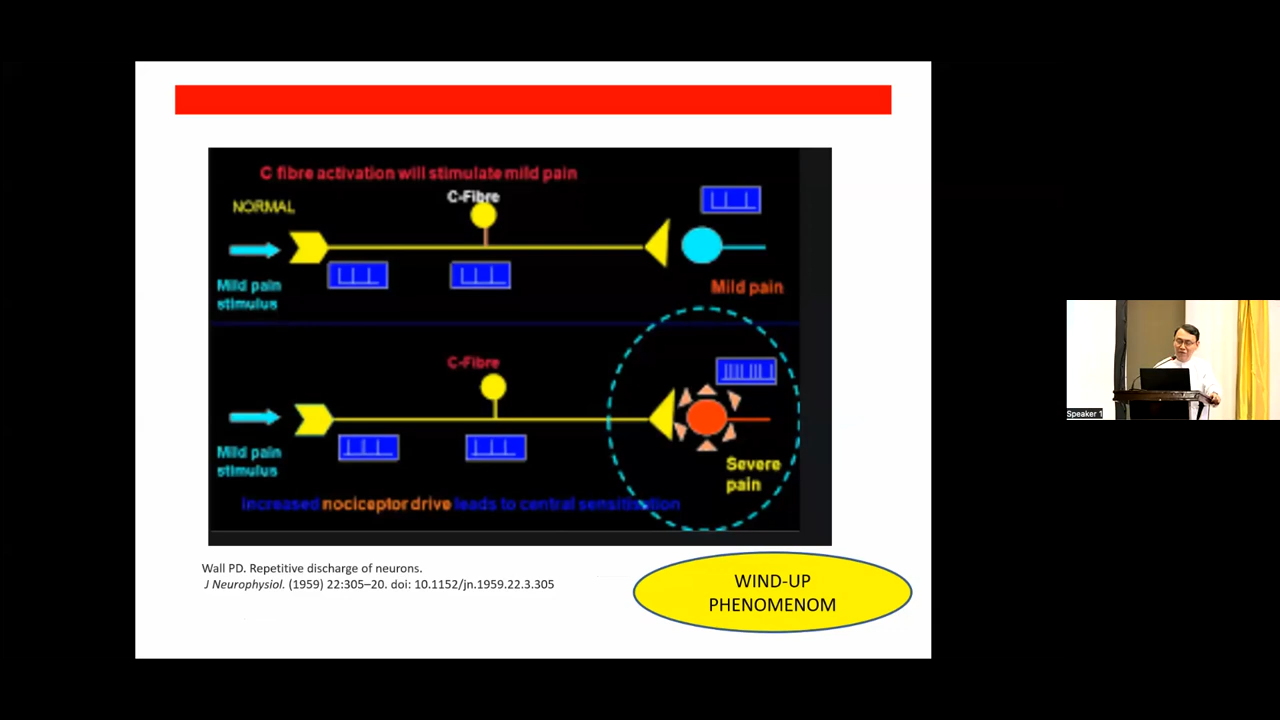 C fibre activation will stimulate mild pain
C-Fibre
NORMAL
Mild pain
stimulus
Mild pain
C-Fibre
Mild pain
stimulus
Severe
pain
Increased nociceptor drive leads to central sensitisation
Wall PD. Repetitive discharge of neurons.
J Neurophysiol. (1959) 22:305–20. doi: 10.1152/jn.1959.22.3.305
WIND-UP
PHENOMENOM
Speaker 1